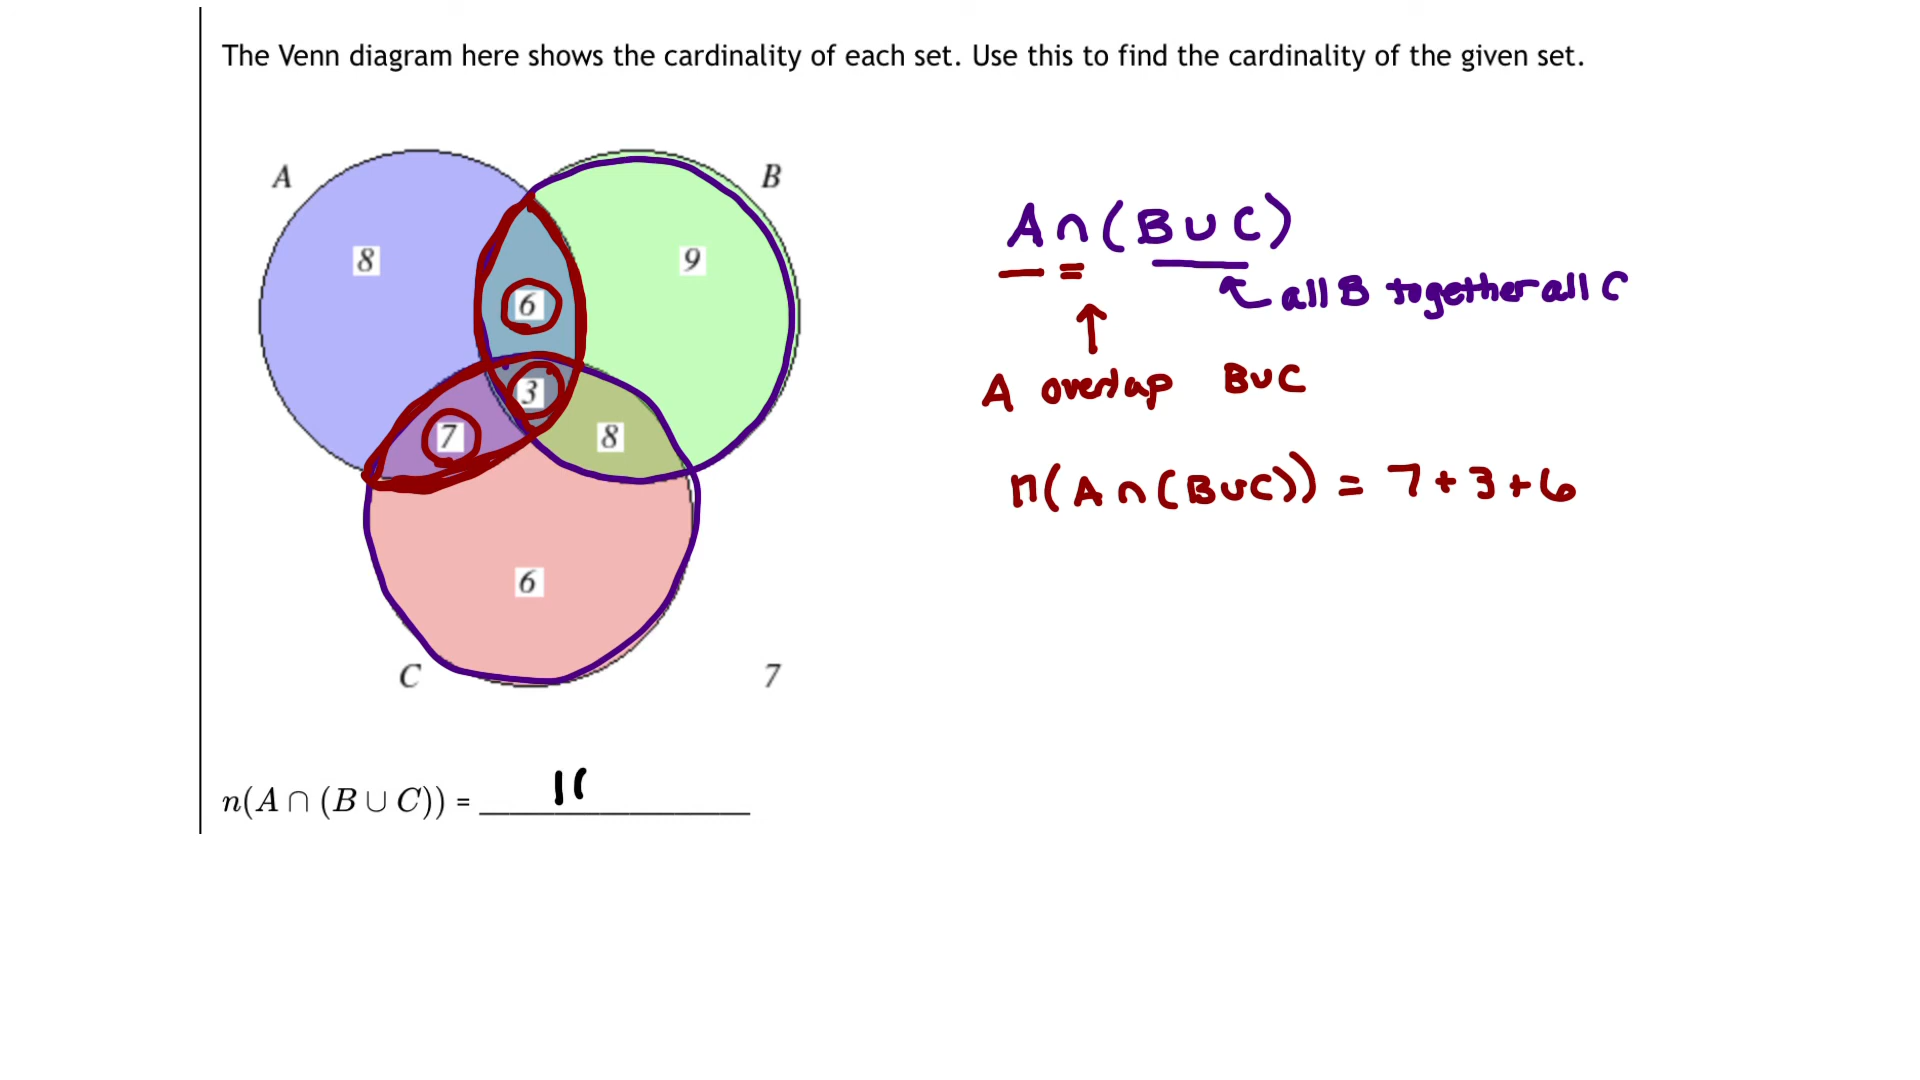 The Venn diagram here shows the cardinality of each set. Use this to find the cardinality of the given set.
A
B
8
9
6
3
7
8
6
C
7
A∩(B∪C)
all B together all C
A overlap B∪C
n(A∩(B∪C)) = 7+3+6
n(A ∩ (B ∪ C)) =